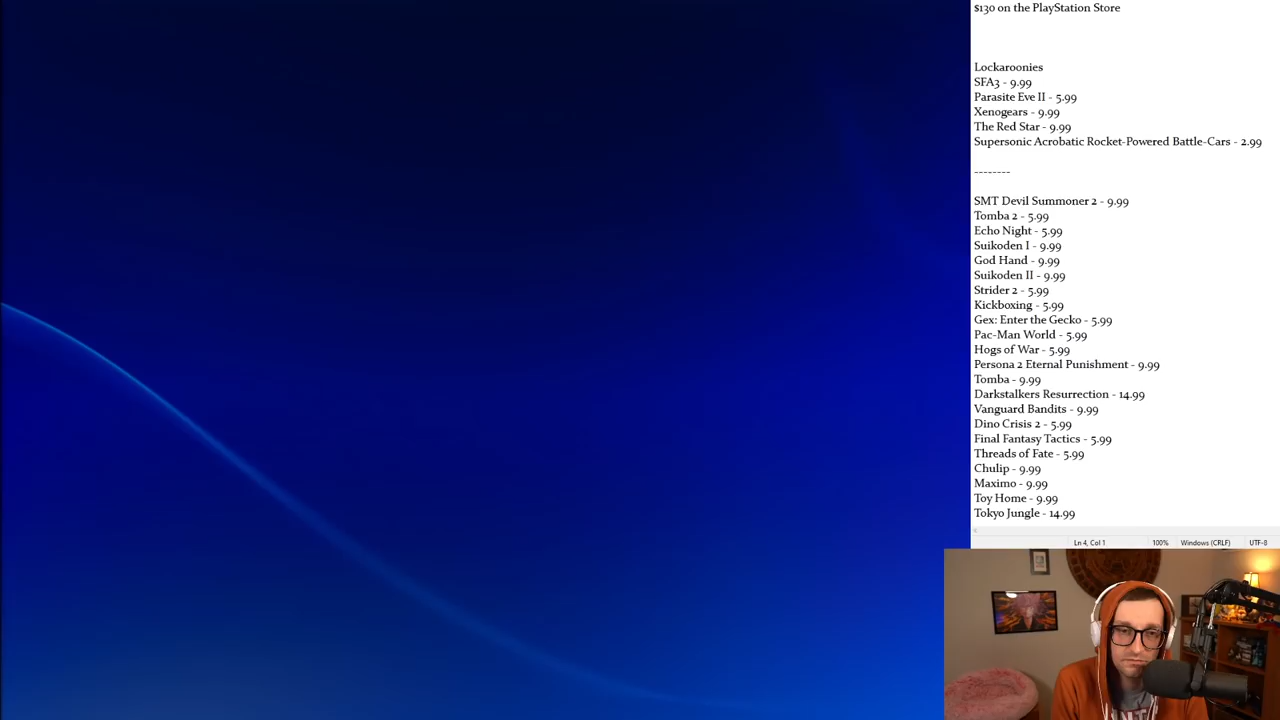 $130 on the PlayStation Store
Lockaroonies
SFA3 - 9.99
Parasite Eve II - 5.99
Xenogears - 9.99
The Red Star - 9.99
Supersonic Acrobatic Rocket-Powered Battle-Cars - 2.99
--------
SMT Devil Summoner 2 - 9.99
Tomba 2 - 5.99
Echo Night - 5.99
Suikoden I - 9.99
God Hand - 9.99
Suikoden II - 9.99
Strider 2 - 5.99
Kickboxing - 5.99
Gex: Enter the Gecko - 5.99
Pac-Man World - 5.99
Hogs of War - 5.99
Persona 2 Eternal Punishment - 9.99
Tomba - 9.99
Darkstalkers Resurrection - 14.99
Vanguard Bandits - 9.99
Dino Crisis 2 - 5.99
Final Fantasy Tactics - 5.99
Threads of Fate - 5.99
Chulip - 9.99
Maximo - 9.99
Toy Home - 9.99
Tokyo Jungle - 14.99
Ln 4, Col 1 100% Windows (CRLF) UTF-8